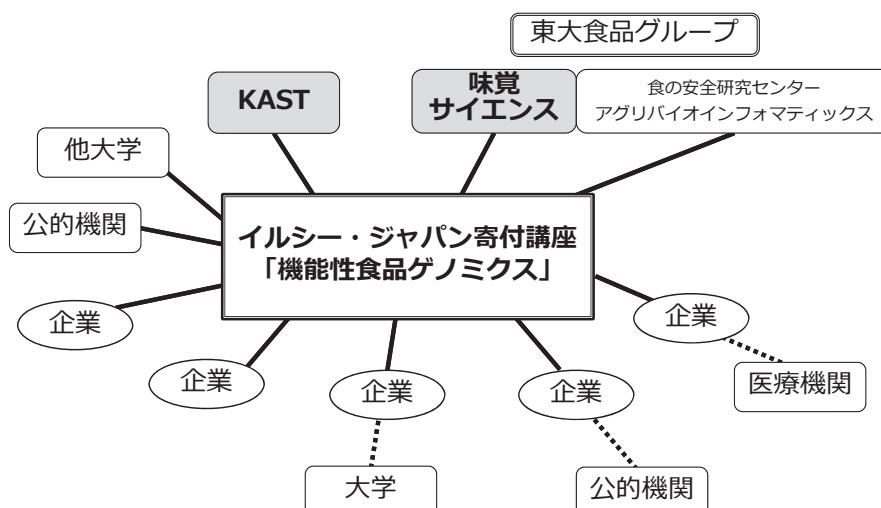 東大食品グループ
KAST
味覚
サイエンス
食の安全研究センター
アグリバイオインフォマティックス
他大学
公的機関
イルシー・ジャパン寄付講座
「機能性食品ゲノミクス」
企業
企業
企業
企業
企業
医療機関
大学
公的機関